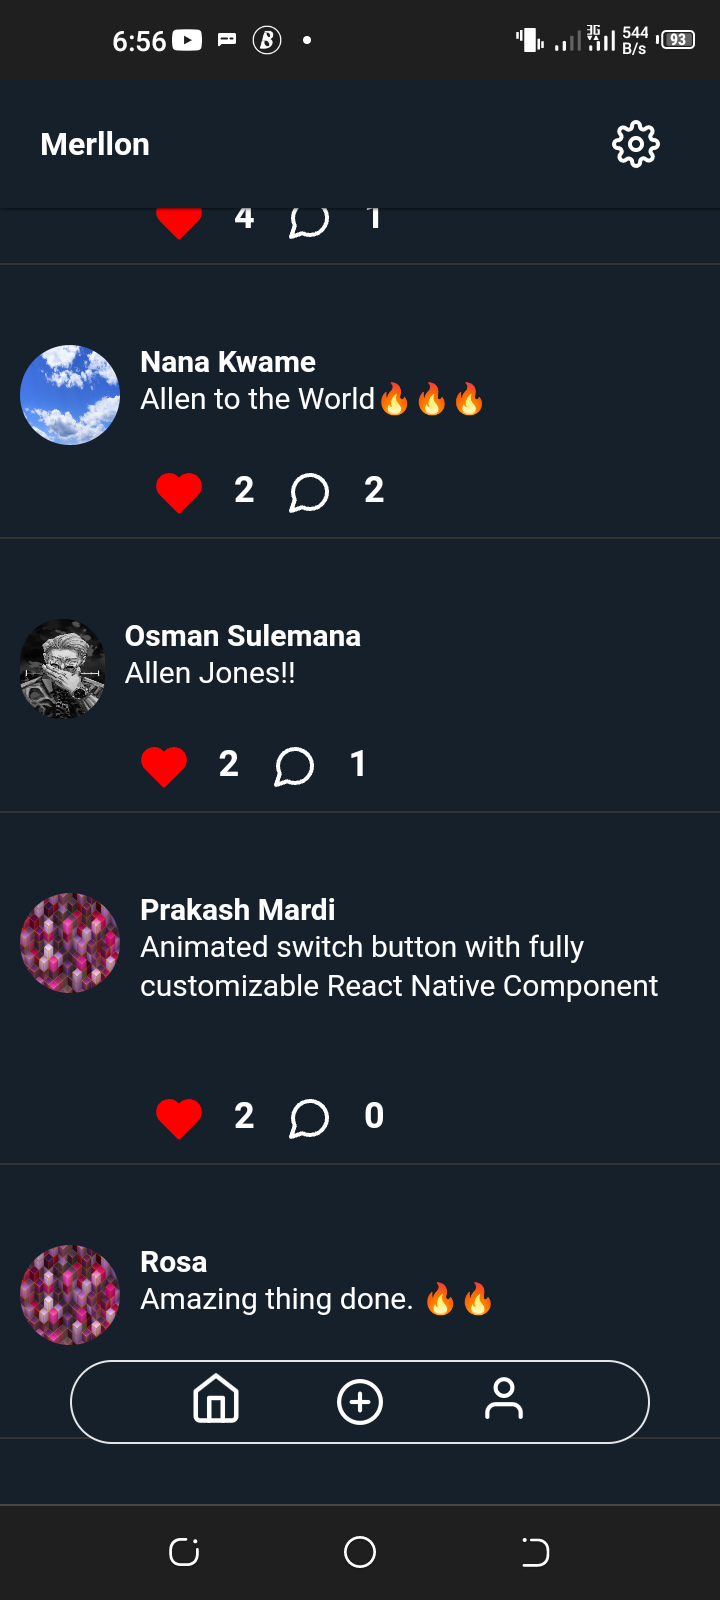 6:56
544
B/s
93
Merllon
4 1
Nana Kwame
Allen to the World🔥🔥🔥
2 2
Osman Sulemana
Allen Jones!!
2 1
Prakash Mardi
Animated switch button with fully
customizable React Native Component
2 0
Rosa
Amazing thing done. 🔥🔥